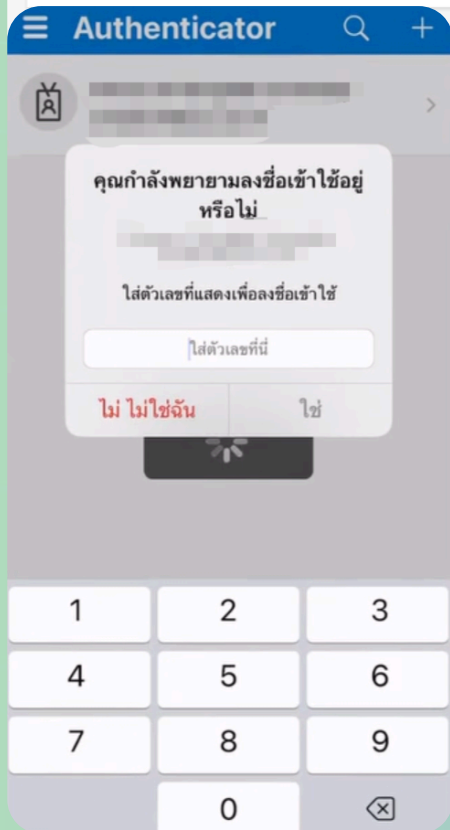 Authenticator
คุณกำลังพยายามลงชื่อเข้าใช้อยู่
หรือไม่
ใส่ตัวเลขที่แสดงเพื่อลงชื่อเข้าใช้
ใส่ตัวเลขที่นี่
ไม่ ไม่ใช่ฉัน
ใช่
1 2 3
4 5 6
7 8 9
0